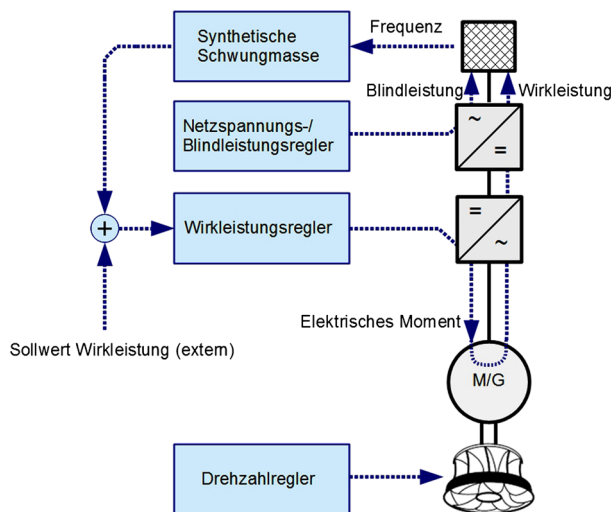 Synthetische
Schwungmasse
Frequenz
Blindleistung
Wirkleistung
Netzspannungs-/
Blindleistungsregler
~
=
Wirkleistungsregler
=
~
+
Elektrisches Moment
Sollwert Wirkleistung (extern)
M/G
Drehzahlregler